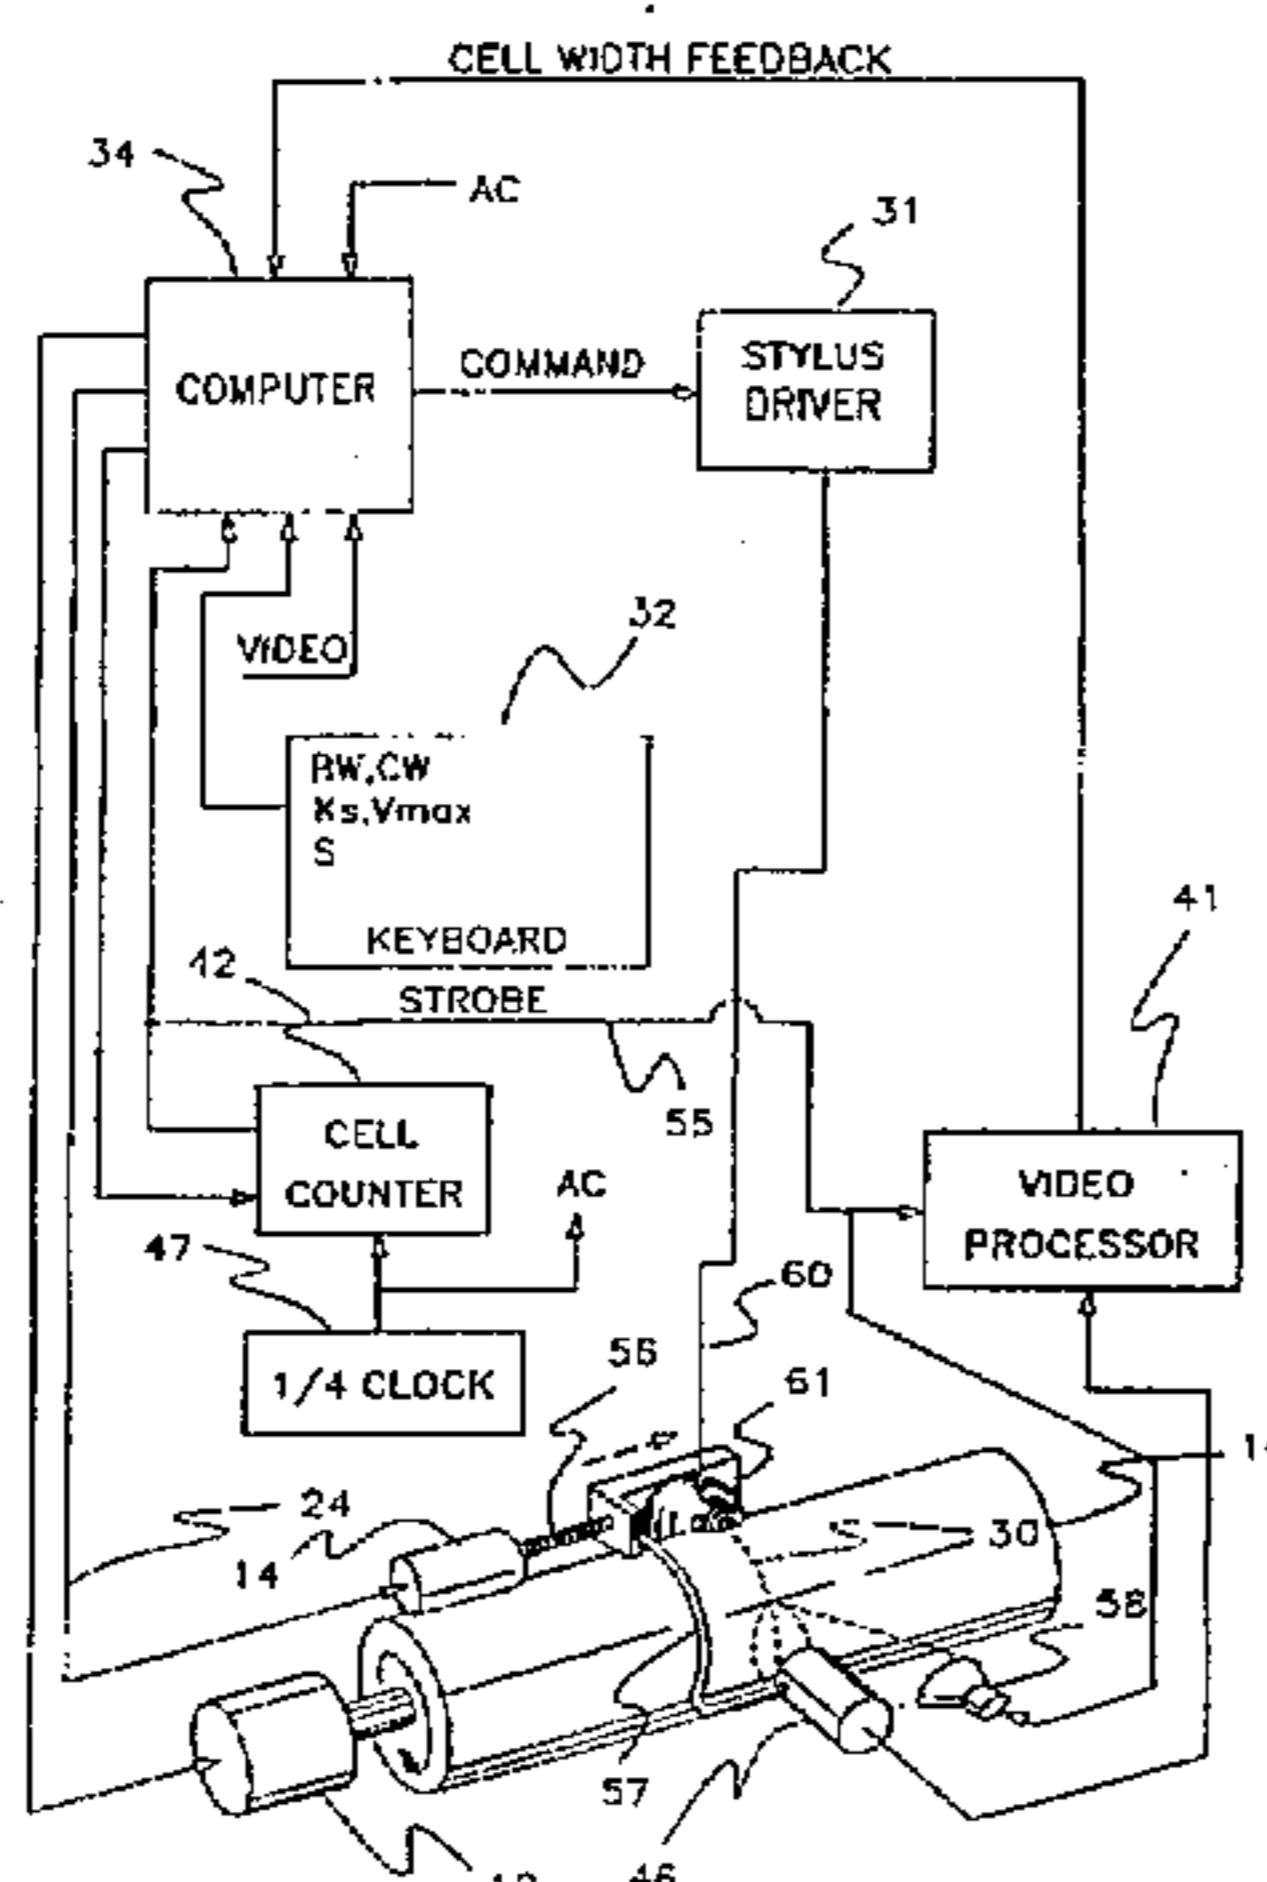 CELL WIDTH FEEDBACK
34
AC
31
COMPUTER
COMMAND
STYLUS
DRIVER
32
VIDEO
RW,CW
Ks,Vmax
S
KEYBOARD
41
42
STROBE
55
CELL
COUNTER
AC
VIDEO
PROCESSOR
47
60
1/4 CLOCK
56
61
24
14
30
58
57
46